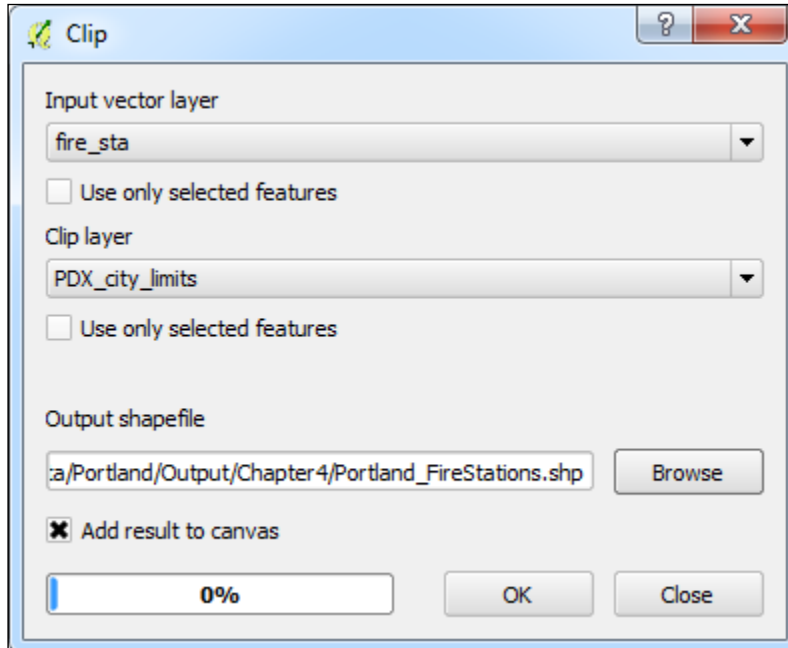 Clip
Input vector layer
fire_sta
Use only selected features
Clip layer
PDX_city_limits
Use only selected features
Output shapefile
:a/Portland/Output/Chapter4/Portland_FireStations.shp
Browse
Add result to canvas
0%
OK
Close